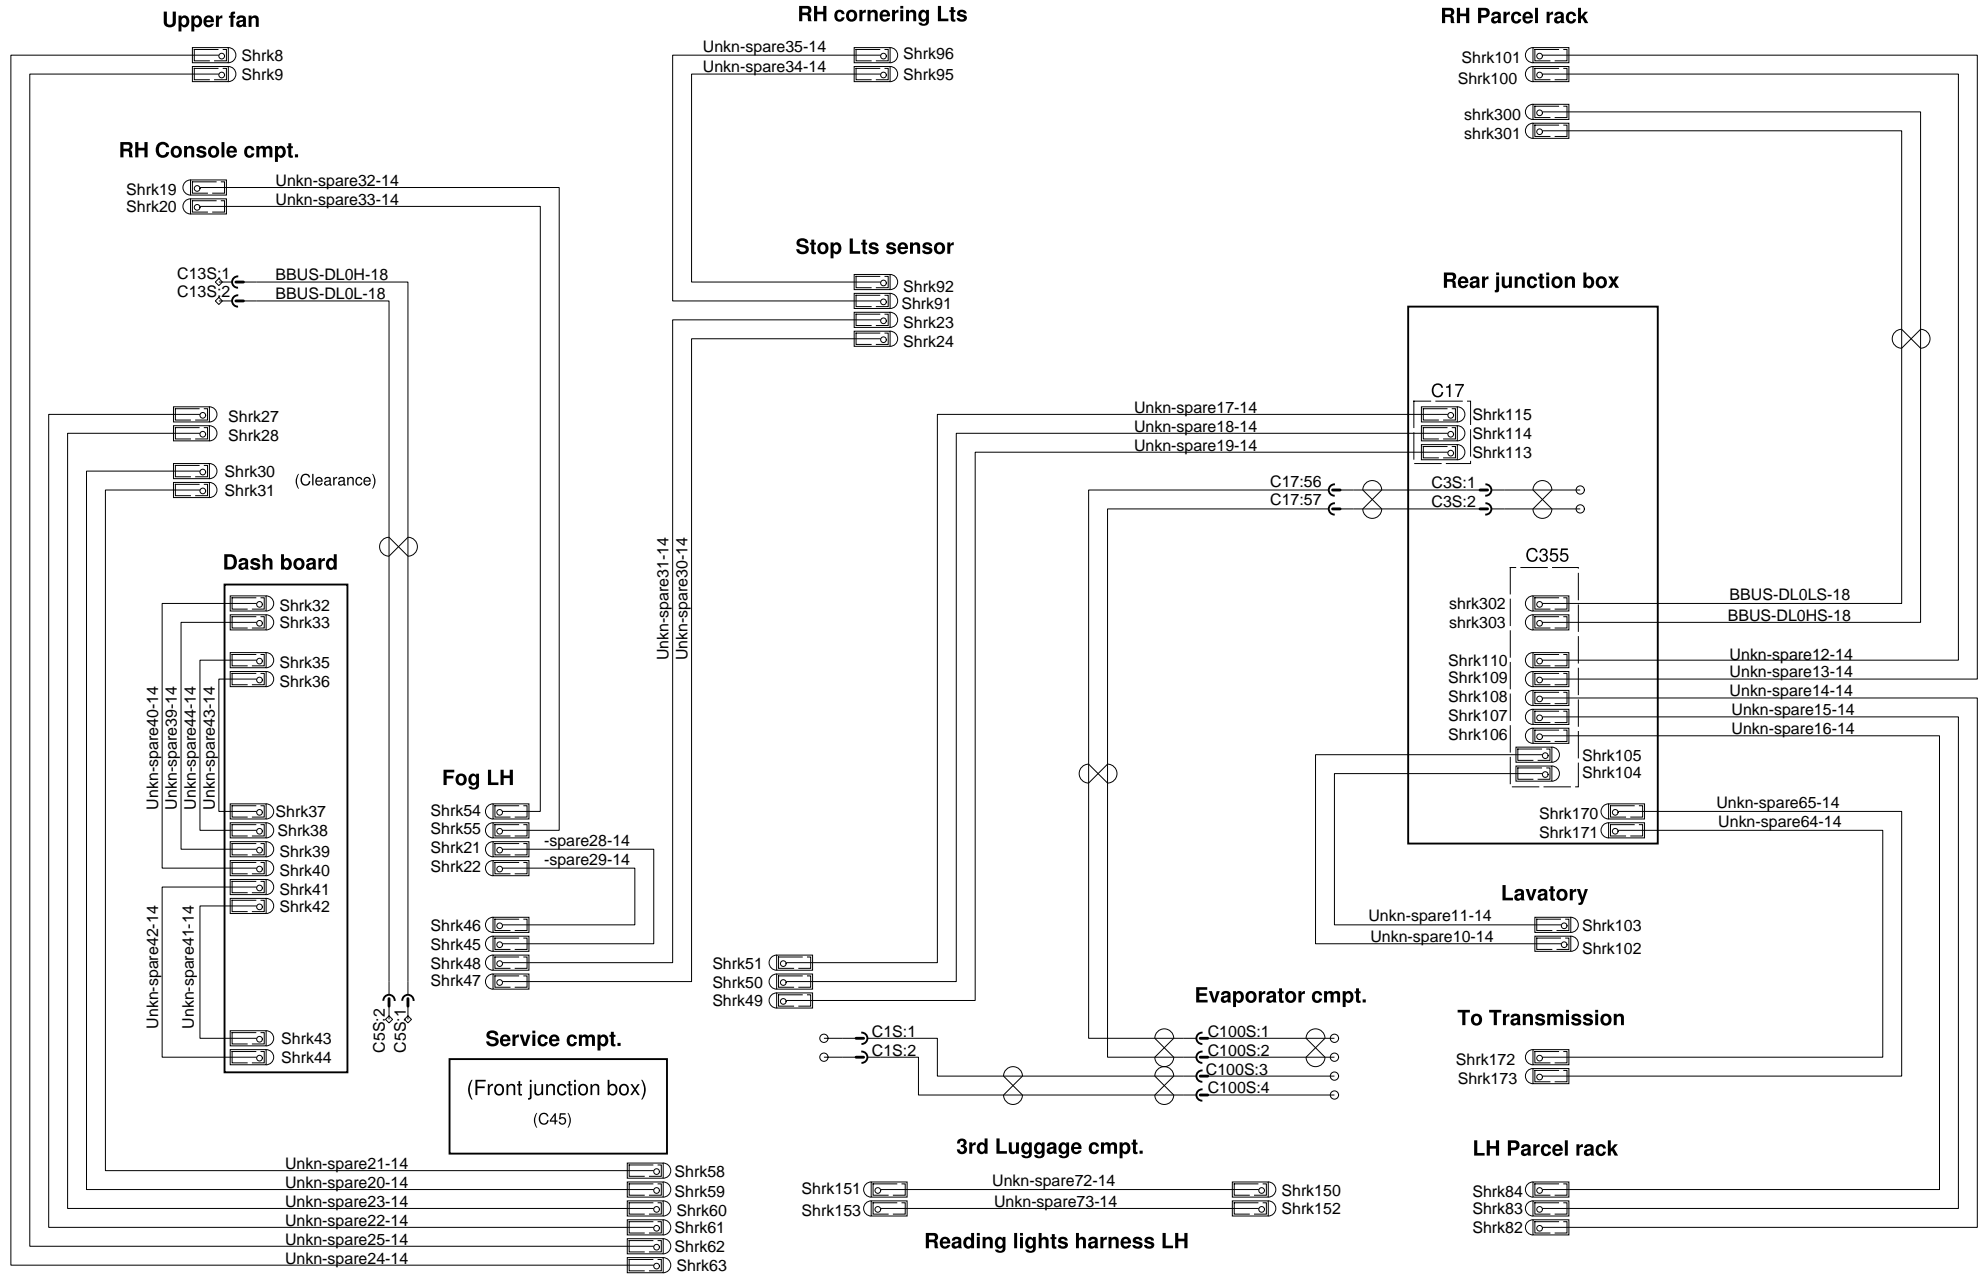 Upper fan
Shrk8
Shrk9
RH cornering Lts
Unkn-spare35-14
Shrk96
Unkn-spare34-14
Shrk95
RH Parcel rack
Shrk101
Shrk100
shrk300
shrk301
RH Console cmpt.
Shrk19
Unkn-spare32-14
Shrk20
Unkn-spare33-14
C13S:1
BBUS-DL0H-18
C13S:2
BBUS-DL0L-18
Stop Lts sensor
Shrk92
Shrk91
Shrk23
Shrk24
Shrk27
Shrk28
Shrk30
Shrk31
(Clearance)
Rear junction box
C17
Unkn-spare17-14
Shrk115
Unkn-spare18-14
Shrk114
Unkn-spare19-14
Shrk113
C17:56
C3S:1
C17:57
C3S:2
C355
shrk302
BBUS-DL0LS-18
shrk303
BBUS-DL0HS-18
Shrk110
Unkn-spare12-14
Shrk109
Unkn-spare13-14
Shrk108
Unkn-spare14-14
Shrk107
Unkn-spare15-14
Shrk106
Unkn-spare16-14
Shrk105
Shrk104
Shrk170
Unkn-spare65-14
Shrk171
Unkn-spare64-14
Unkn-spare31-14
Unkn-spare30-14
Dash board
Shrk32
Shrk33
Shrk35
Shrk36
Unkn-spare40-14
Unkn-spare39-14
Unkn-spare44-14
Unkn-spare43-14
Shrk37
Shrk38
Shrk39
Shrk40
Shrk41
Shrk42
Unkn-spare42-14
Unkn-spare41-14
Shrk43
Shrk44
C5S:2
C5S:1
Fog LH
Shrk54
Shrk55
Shrk21
-spare28-14
Shrk22
-spare29-14
Shrk46
Shrk45
Shrk48
Shrk47
Shrk51
Shrk50
Shrk49
Lavatory
Unkn-spare11-14
Shrk103
Unkn-spare10-14
Shrk102
Evaporator cmpt.
C1S:1
C100S:1
C1S:2
C100S:2
C100S:3
C100S:4
To Transmission
Shrk172
Shrk173
Service cmpt.
(Front junction box)
(C45)
Unkn-spare21-14
Shrk58
Unkn-spare20-14
Shrk59
Unkn-spare23-14
Shrk60
Unkn-spare22-14
Shrk61
Unkn-spare25-14
Shrk62
Unkn-spare24-14
Shrk63
3rd Luggage cmpt.
Shrk151
Unkn-spare72-14
Shrk150
Shrk153
Unkn-spare73-14
Shrk152
Reading lights harness LH
LH Parcel rack
Shrk84
Shrk83
Shrk82